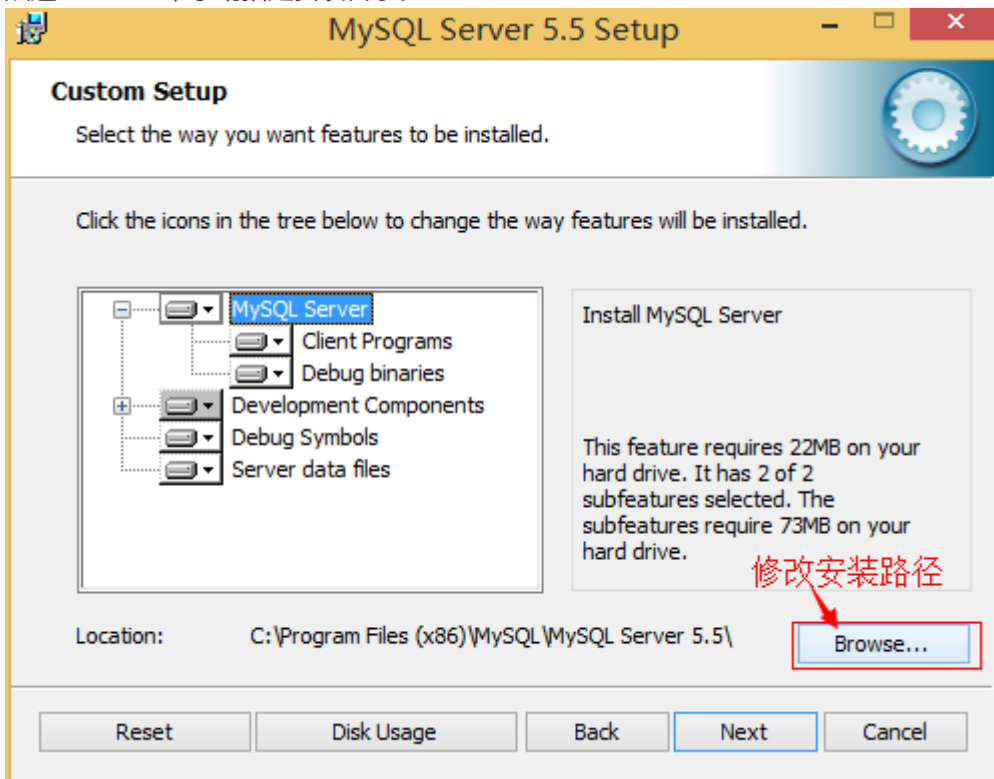 MySQL Server 5.5 Setup
Custom Setup
Select the way you want features to be installed.
Click the icons in the tree below to change the way features will be installed.
MySQL Server
Client Programs
Debug binaries
Development Components
Debug Symbols
Server data files
Install MySQL Server
This feature requires 22MB on your
hard drive. It has 2 of 2
subfeatures selected. The
subfeatures require 73MB on your
hard drive.
修改安装路径
Location: C:\Program Files (x86)\MySQL\MySQL Server 5.5\ Browse...
Reset Disk Usage Back Next Cancel